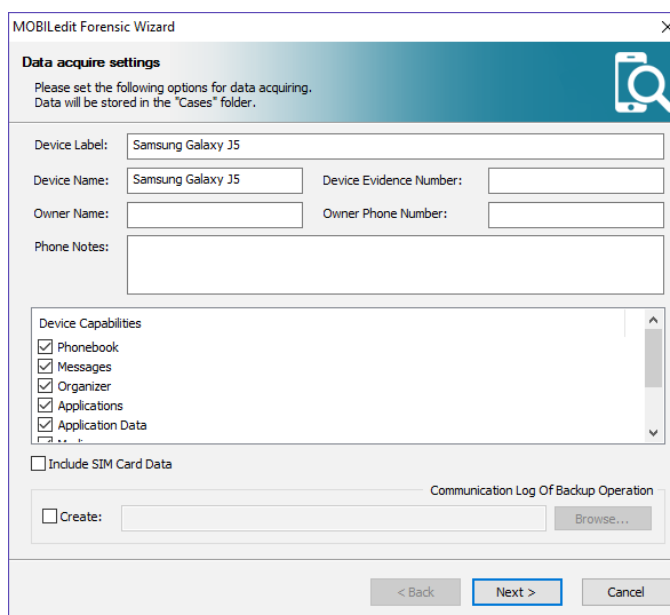 MOBILedit Forensic Wizard
Data acquire settings
Please set the following options for data acquiring.
Data will be stored in the "Cases" folder.
Device Label: Samsung Galaxy J5
Device Name: Samsung Galaxy J5 Device Evidence Number:
Owner Name: Owner Phone Number:
Phone Notes:
Device Capabilities
Phonebook
Messages
Organizer
Applications
Application Data
Include SIM Card Data
Communication Log Of Backup Operation
Create: Browse...
< Back Next > Cancel